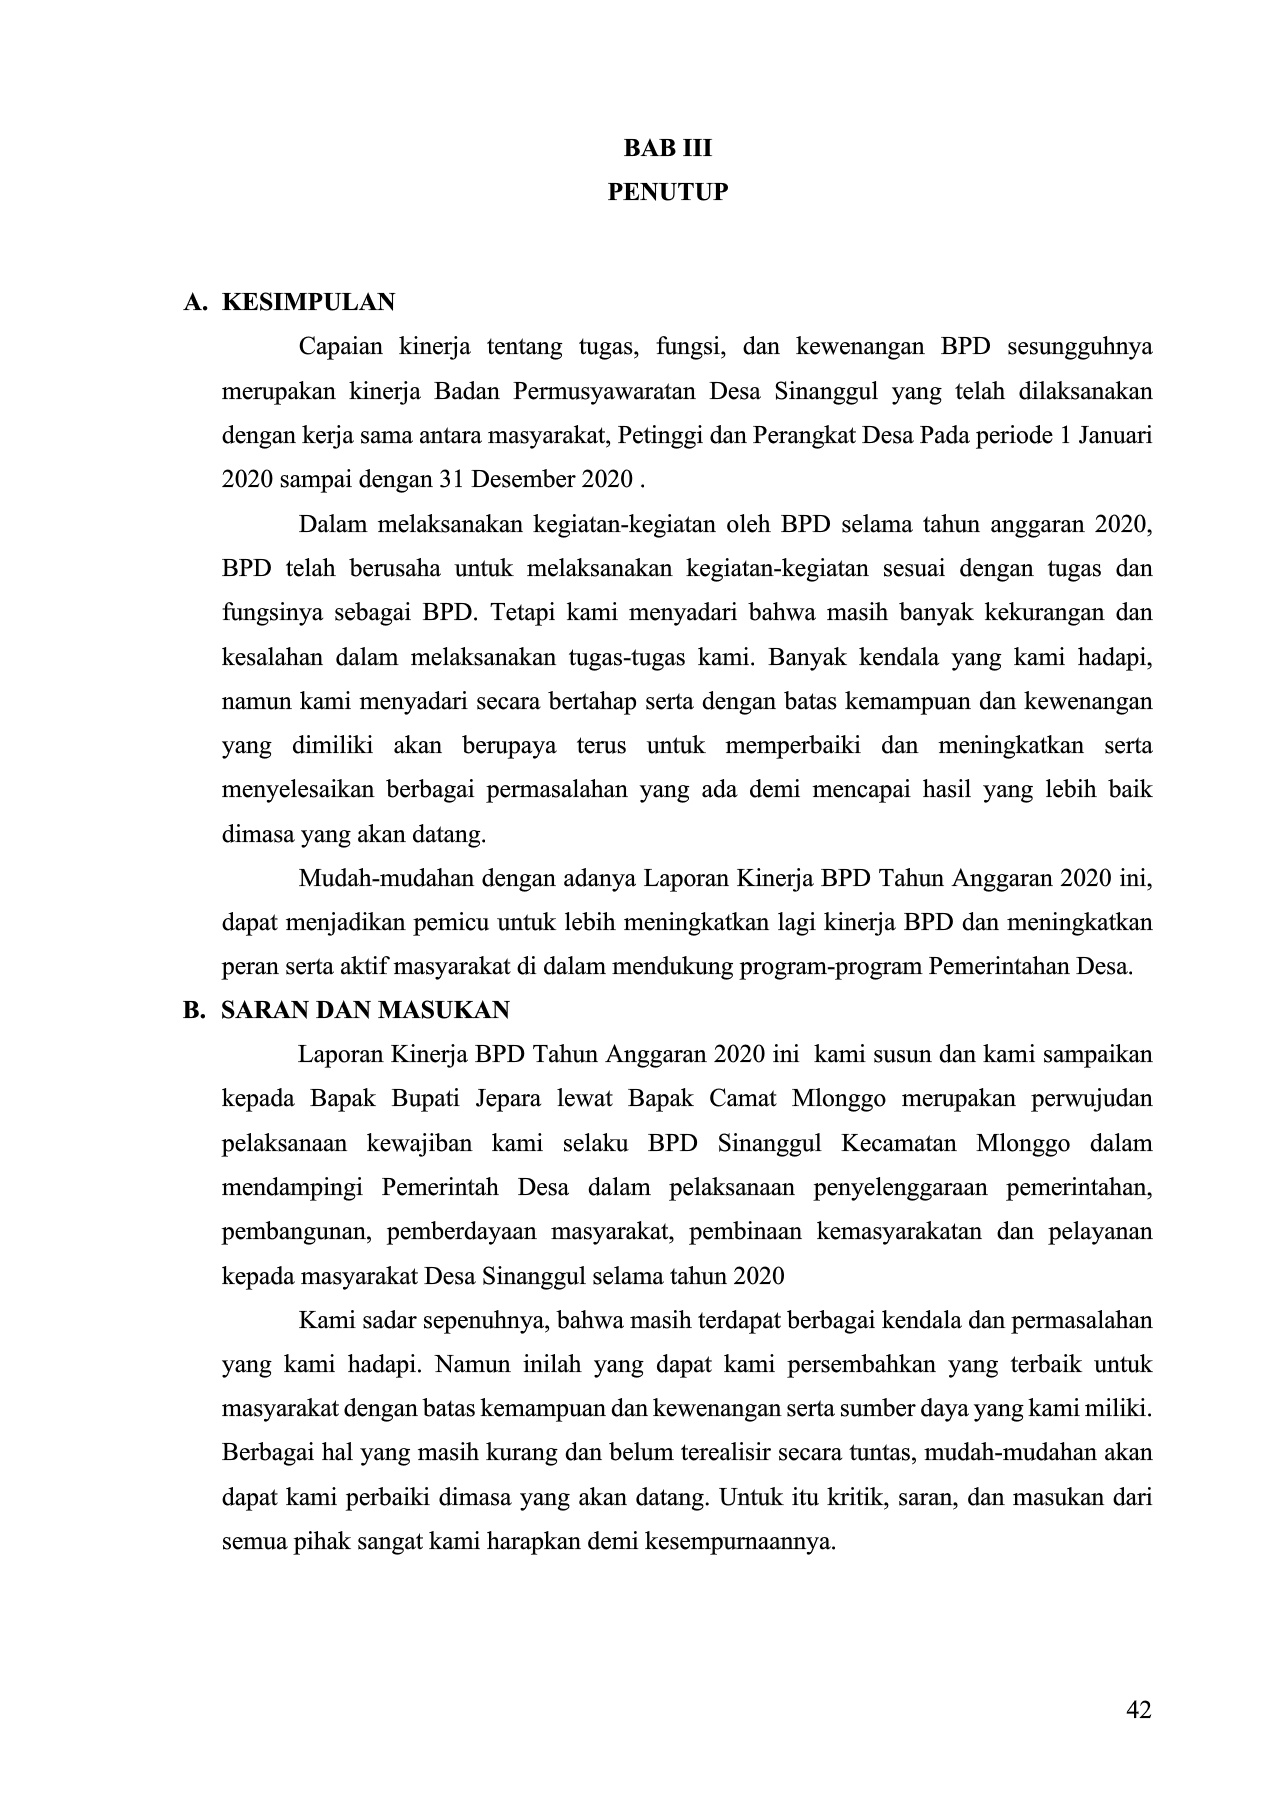 BAB III
PENUTUP
A. KESIMPULAN
Capaian kinerja tentang tugas, fungsi, dan kewenangan BPD sesungguhnya
merupakan kinerja Badan Permusyawaratan Desa Sinanggul yang telah dilaksanakan
dengan kerja sama antara masyarakat, Petinggi dan Perangkat Desa Pada periode 1 Januari
2020 sampai dengan 31 Desember 2020 .
Dalam melaksanakan kegiatan-kegiatan oleh BPD selama tahun anggaran 2020,
BPD telah berusaha untuk melaksanakan kegiatan-kegiatan sesuai dengan tugas dan
fungsinya sebagai BPD. Tetapi kami menyadari bahwa masih banyak kekurangan dan
kesalahan dalam melaksanakan tugas-tugas kami. Banyak kendala yang kami hadapi,
namun kami menyadari secara bertahap serta dengan batas kemampuan dan kewenangan
yang dimiliki akan berupaya terus untuk memperbaiki dan meningkatkan serta
menyelesaikan berbagai permasalahan yang ada demi mencapai hasil yang lebih baik
dimasa yang akan datang.
Mudah-mudahan dengan adanya Laporan Kinerja BPD Tahun Anggaran 2020 ini,
dapat menjadikan pemicu untuk lebih meningkatkan lagi kinerja BPD dan meningkatkan
peran serta aktif masyarakat di dalam mendukung program-program Pemerintahan Desa.
B. SARAN DAN MASUKAN
Laporan Kinerja BPD Tahun Anggaran 2020 ini  kami susun dan kami sampaikan
kepada Bapak Bupati Jepara lewat Bapak Camat Mlonggo merupakan perwujudan
pelaksanaan kewajiban kami selaku BPD Sinanggul Kecamatan Mlonggo dalam
mendampingi Pemerintah Desa dalam pelaksanaan penyelenggaraan pemerintahan,
pembangunan, pemberdayaan masyarakat, pembinaan kemasyarakatan dan pelayanan
kepada masyarakat Desa Sinanggul selama tahun 2020
Kami sadar sepenuhnya, bahwa masih terdapat berbagai kendala dan permasalahan
yang kami hadapi. Namun inilah yang dapat kami persembahkan yang terbaik untuk
masyarakat dengan batas kemampuan dan kewenangan serta sumber daya yang kami miliki.
Berbagai hal yang masih kurang dan belum terealisir secara tuntas, mudah-mudahan akan
dapat kami perbaiki dimasa yang akan datang. Untuk itu kritik, saran, dan masukan dari
semua pihak sangat kami harapkan demi kesempurnaannya.
42